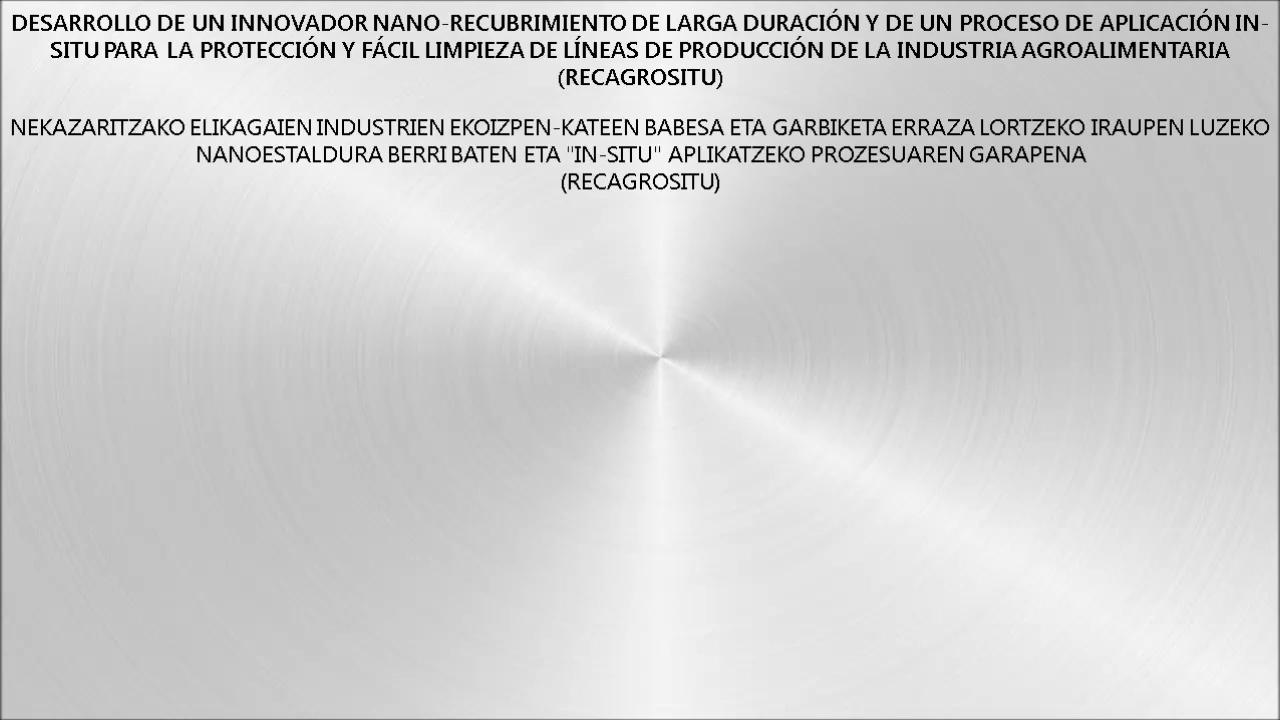 DESARROLLO DE UN INNOVADOR NANO-RECUBRIMIENTO DE LARGA DURACIÓN Y DE UN PROCESO DE APLICACIÓN IN-
SITU PARA LA PROTECCIÓN Y FÁCIL LIMPIEZA DE LÍNEAS DE PRODUCCIÓN DE LA INDUSTRIA AGROALIMENTARIA
(RECAGROSITU)
NEKAZARITZAKO ELIKAGAIEN INDUSTRIEN EKOIZPEN-KATEEN BABESA ETA GARBIKETA ERRAZA LORTZEKO IRAUPEN LUZEKO
NANOESTALDURA BERRI BATEN ETA "IN-SITU" APLIKATZEKO PROZESUAREN GARAPENA
(RECAGROSITU)